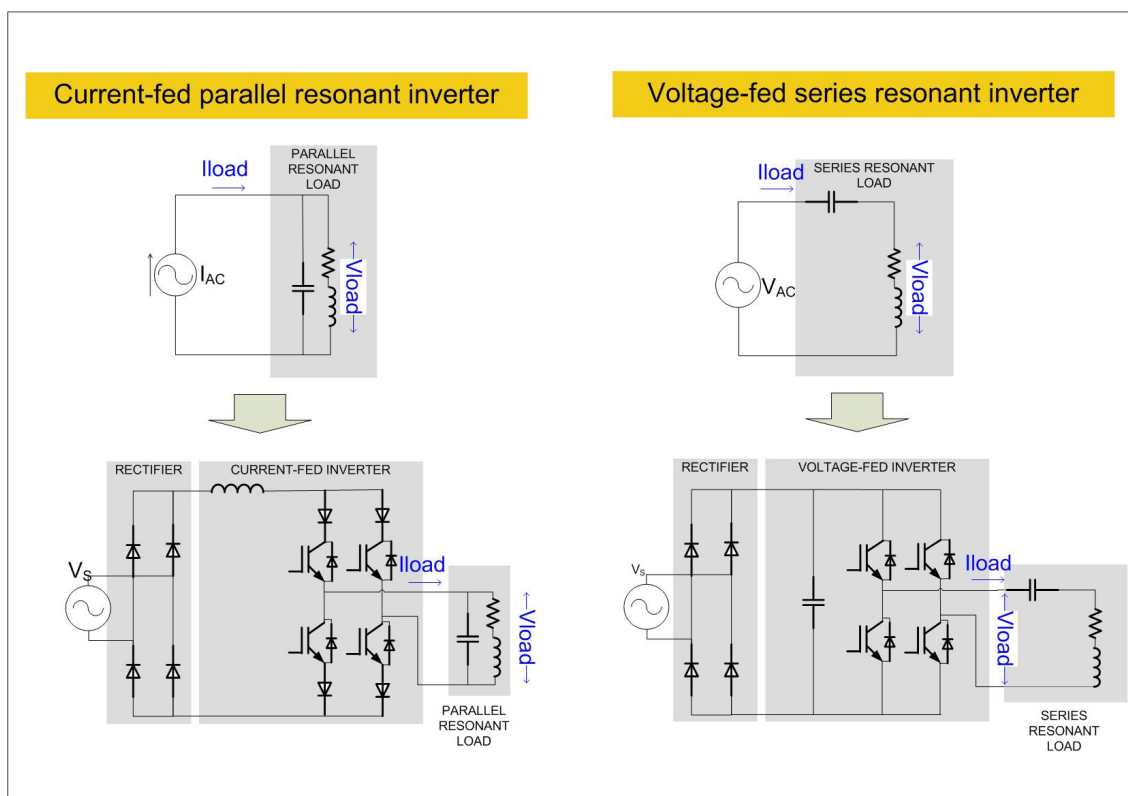 Current-fed parallel resonant inverter
PARALLEL
RESONANT
LOAD
Iload
IAC
Vload
RECTIFIER
CURRENT-FED INVERTER
VS
Iload
Vload
PARALLEL
RESONANT
LOAD
Voltage-fed series resonant inverter
SERIES RESONANT
LOAD
Iload
VAC
Vload
RECTIFIER
VOLTAGE-FED INVERTER
VS
Iload
Vload
SERIES
RESONANT
LOAD